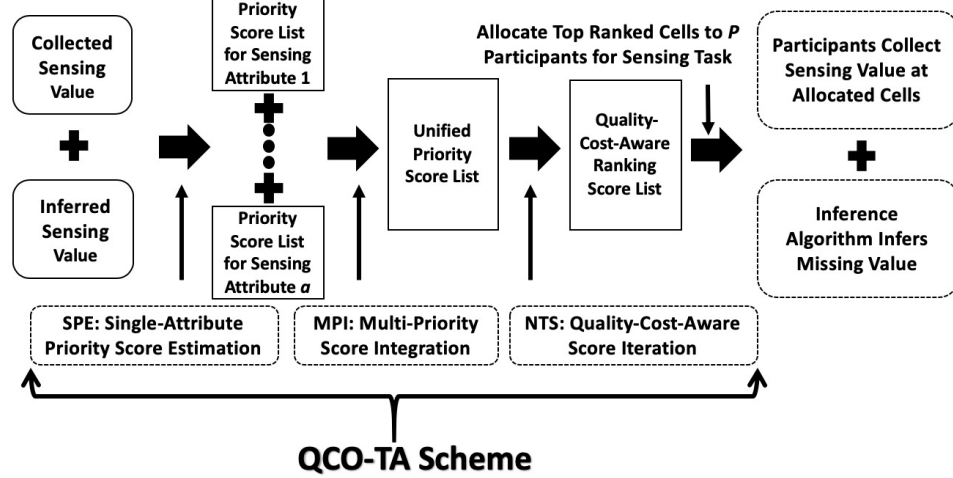 Collected
Sensing
Value
Inferred
Sensing
Value
Priority
Score List
for Sensing
Attribute 1
Priority
Score List
for Sensing
Attribute a
Unified
Priority
Score List
Quality-
Cost-Aware
Ranking
Score List
Allocate Top Ranked Cells to P
Participants for Sensing Task
Participants Collect
Sensing Value at
Allocated Cells
Inference
Algorithm Infers
Missing Value
SPE: Single-Attribute
Priority Score Estimation
MPI: Multi-Priority
Score Integration
NTS: Quality-Cost-Aware
Score Iteration
QCO-TA Scheme